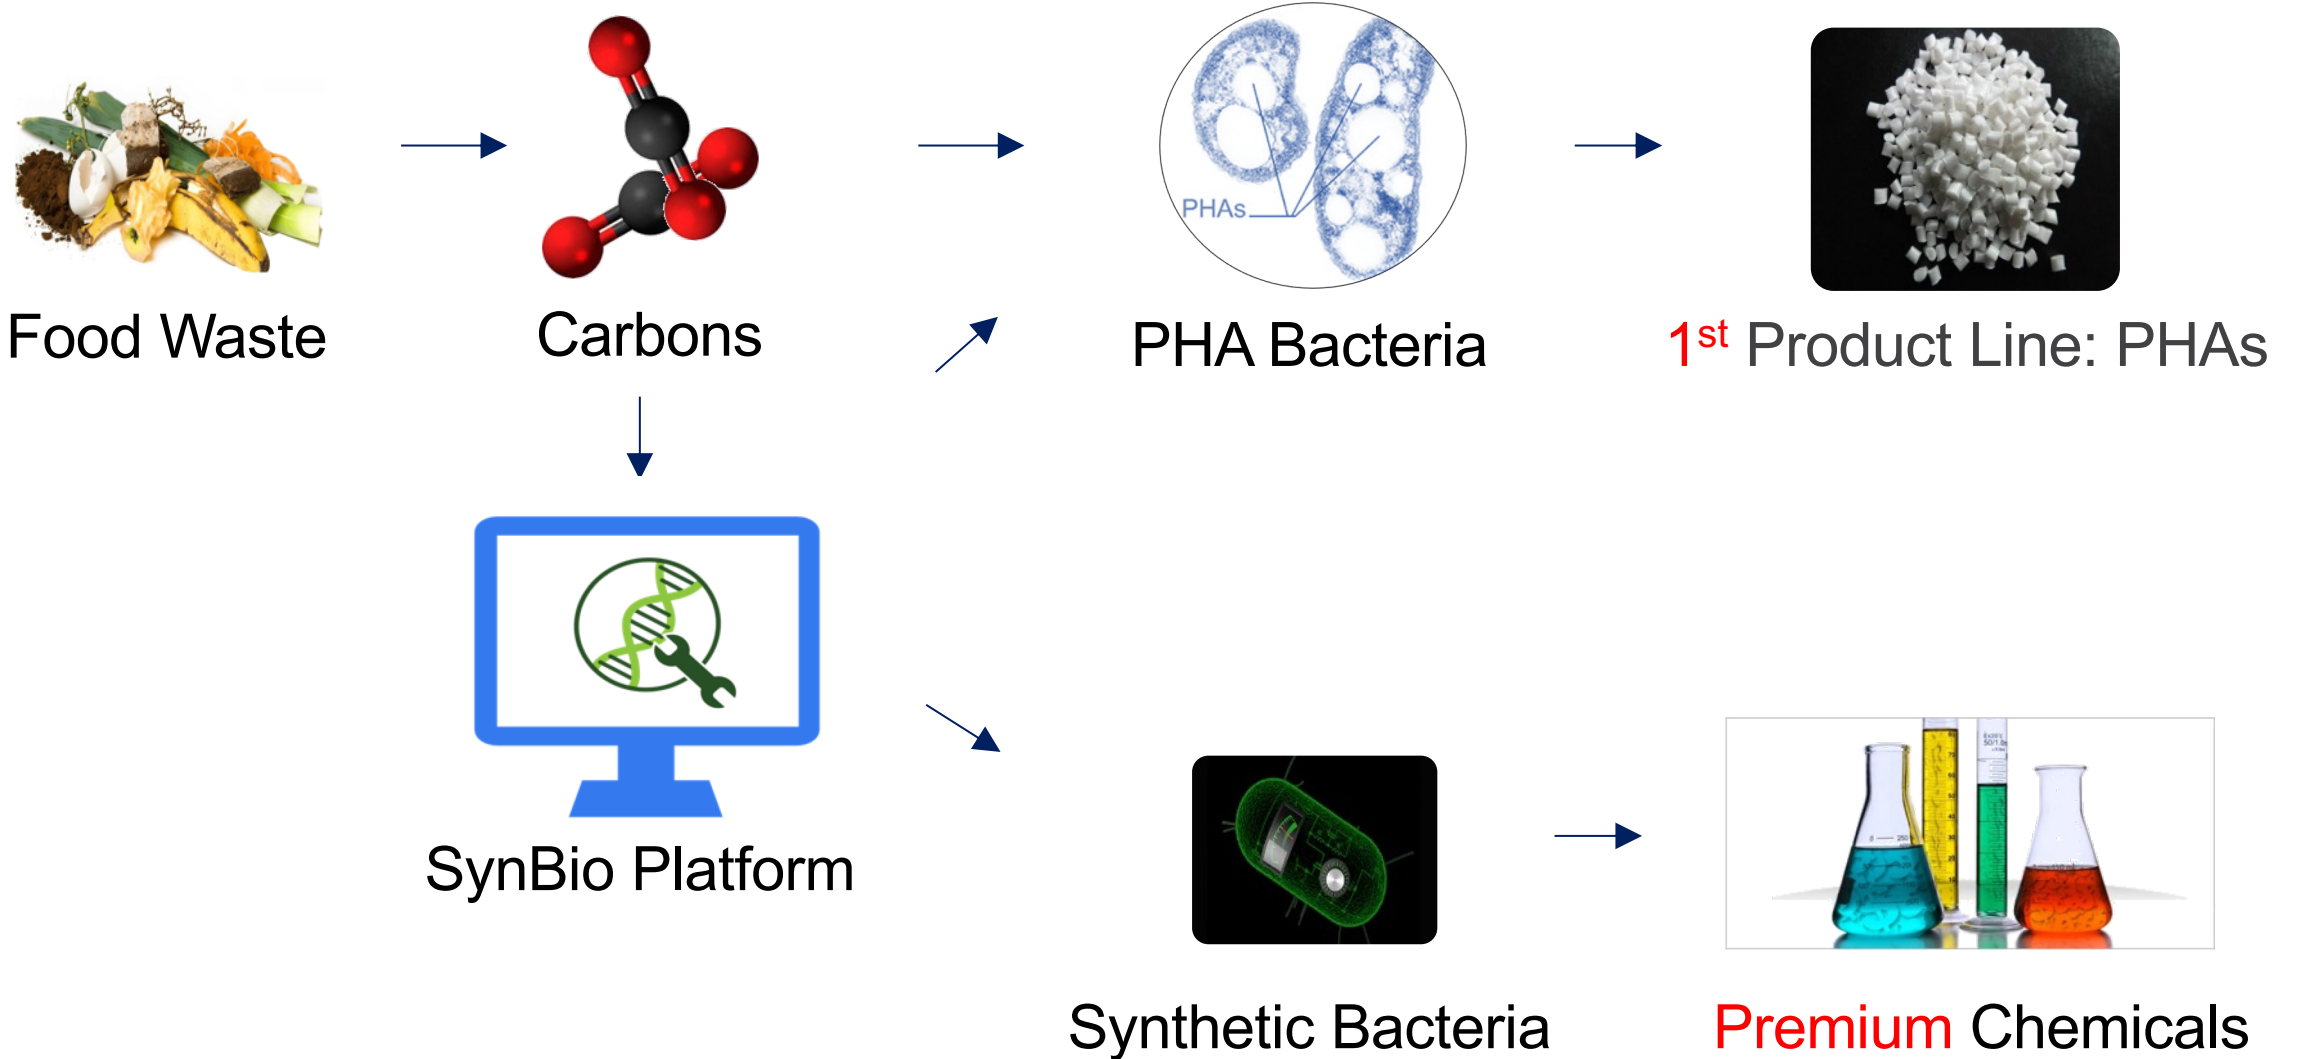 PHAs
Food Waste
Carbons
PHA Bacteria
1st Product Line: PHAs
SynBio Platform
Synthetic Bacteria
Premium Chemicals